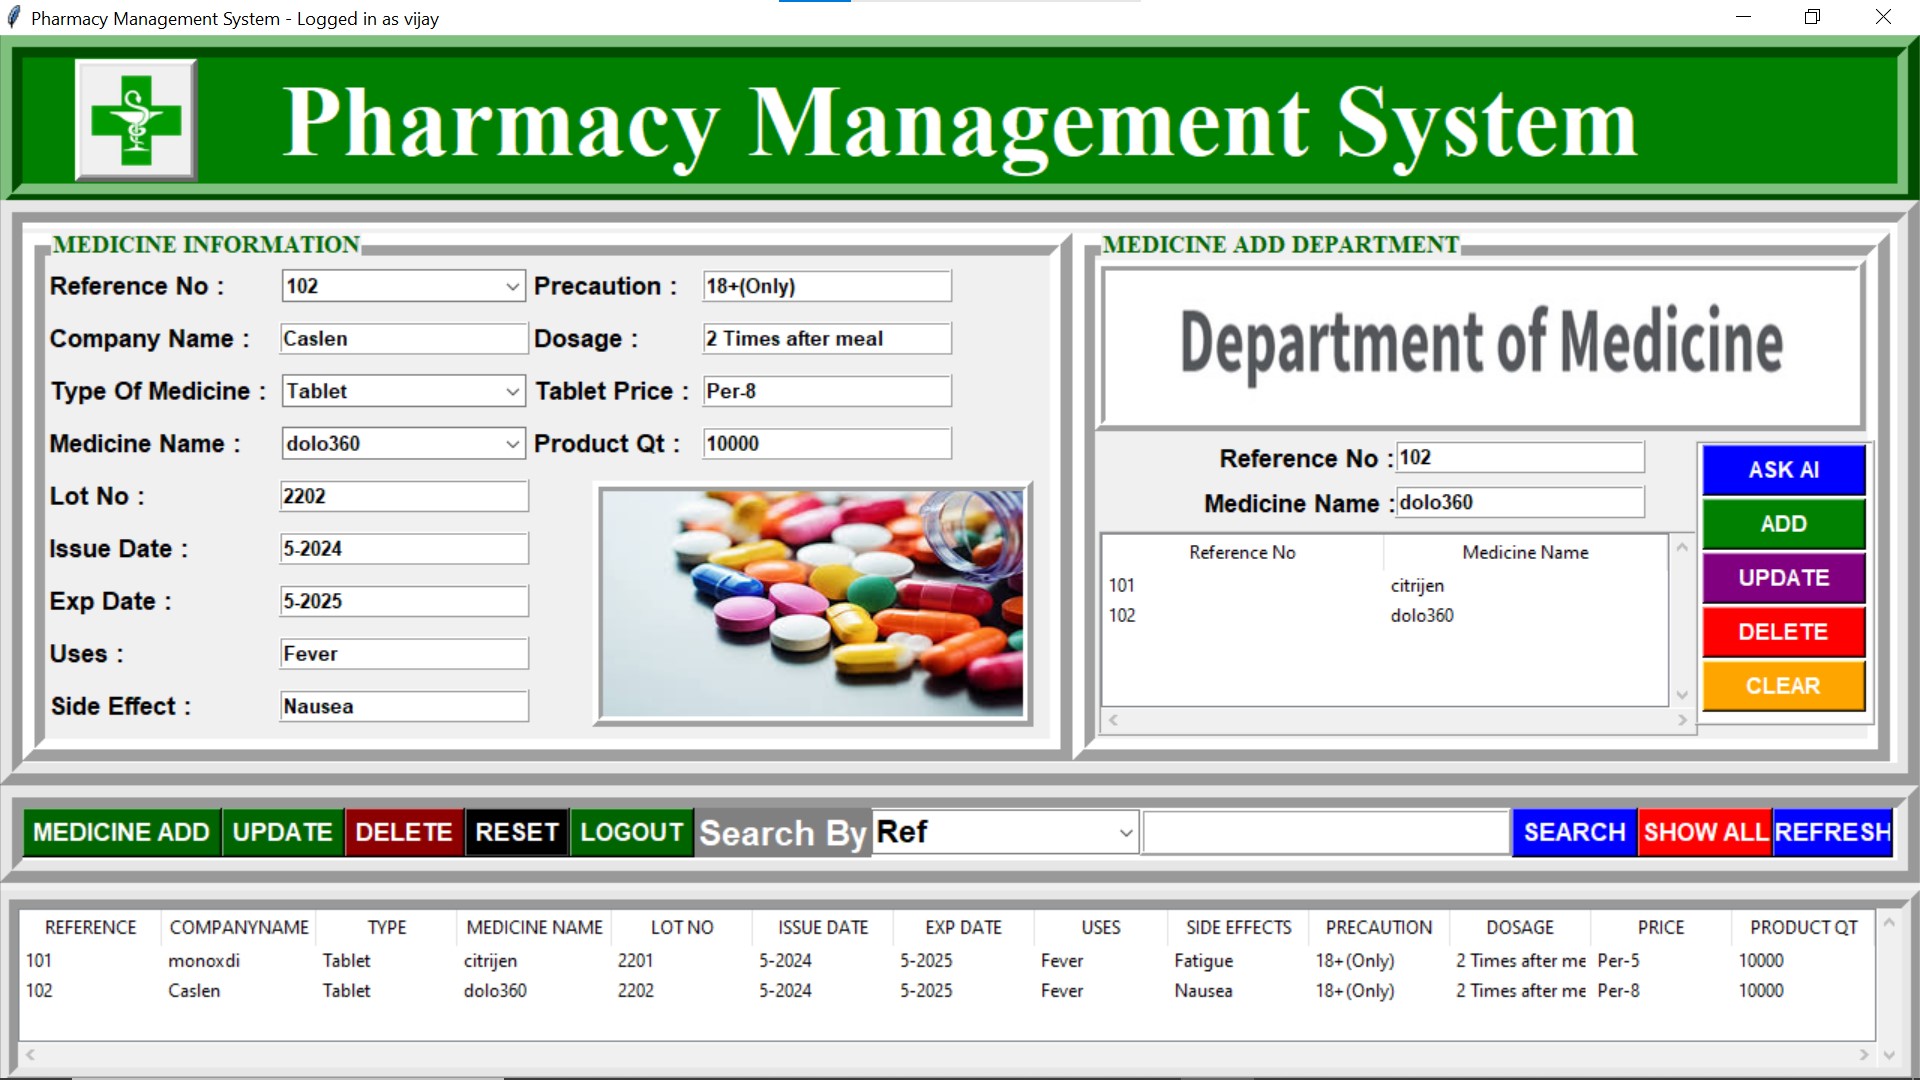 Pharmacy Management System - Logged in as vijay
Pharmacy Management System
MEDICINE INFORMATION
Reference No : 102 Precaution : 18+(Only)
Company Name : Caslen Dosage : 2 Times after meal
Type Of Medicine : Tablet Tablet Price : Per-8
Medicine Name : dolo360 Product Qt : 10000
Lot No : 2202
Issue Date : 5-2024
Exp Date : 5-2025
Uses : Fever
Side Effect : Nausea
MEDICINE ADD DEPARTMENT
Department of Medicine
Reference No : 102
Medicine Name : dolo360
Reference No Medicine Name
101 citrijen
102 dolo360
ASK AI
ADD
UPDATE
DELETE
CLEAR
MEDICINE ADD UPDATE DELETE RESET LOGOUT Search By Ref SEARCH SHOW ALL REFRESH
REFERENCE COMPANYNAME TYPE MEDICINE NAME LOT NO ISSUE DATE EXP DATE USES SIDE EFFECTS PRECAUTION DOSAGE PRICE PRODUCT QT
101 monoxdi Tablet citrijen 2201 5-2024 5-2025 Fever Fatigue 18+(Only) 2 Times after me Per-5 10000
102 Caslen Tablet dolo360 2202 5-2024 5-2025 Fever Nausea 18+(Only) 2 Times after me Per-8 10000